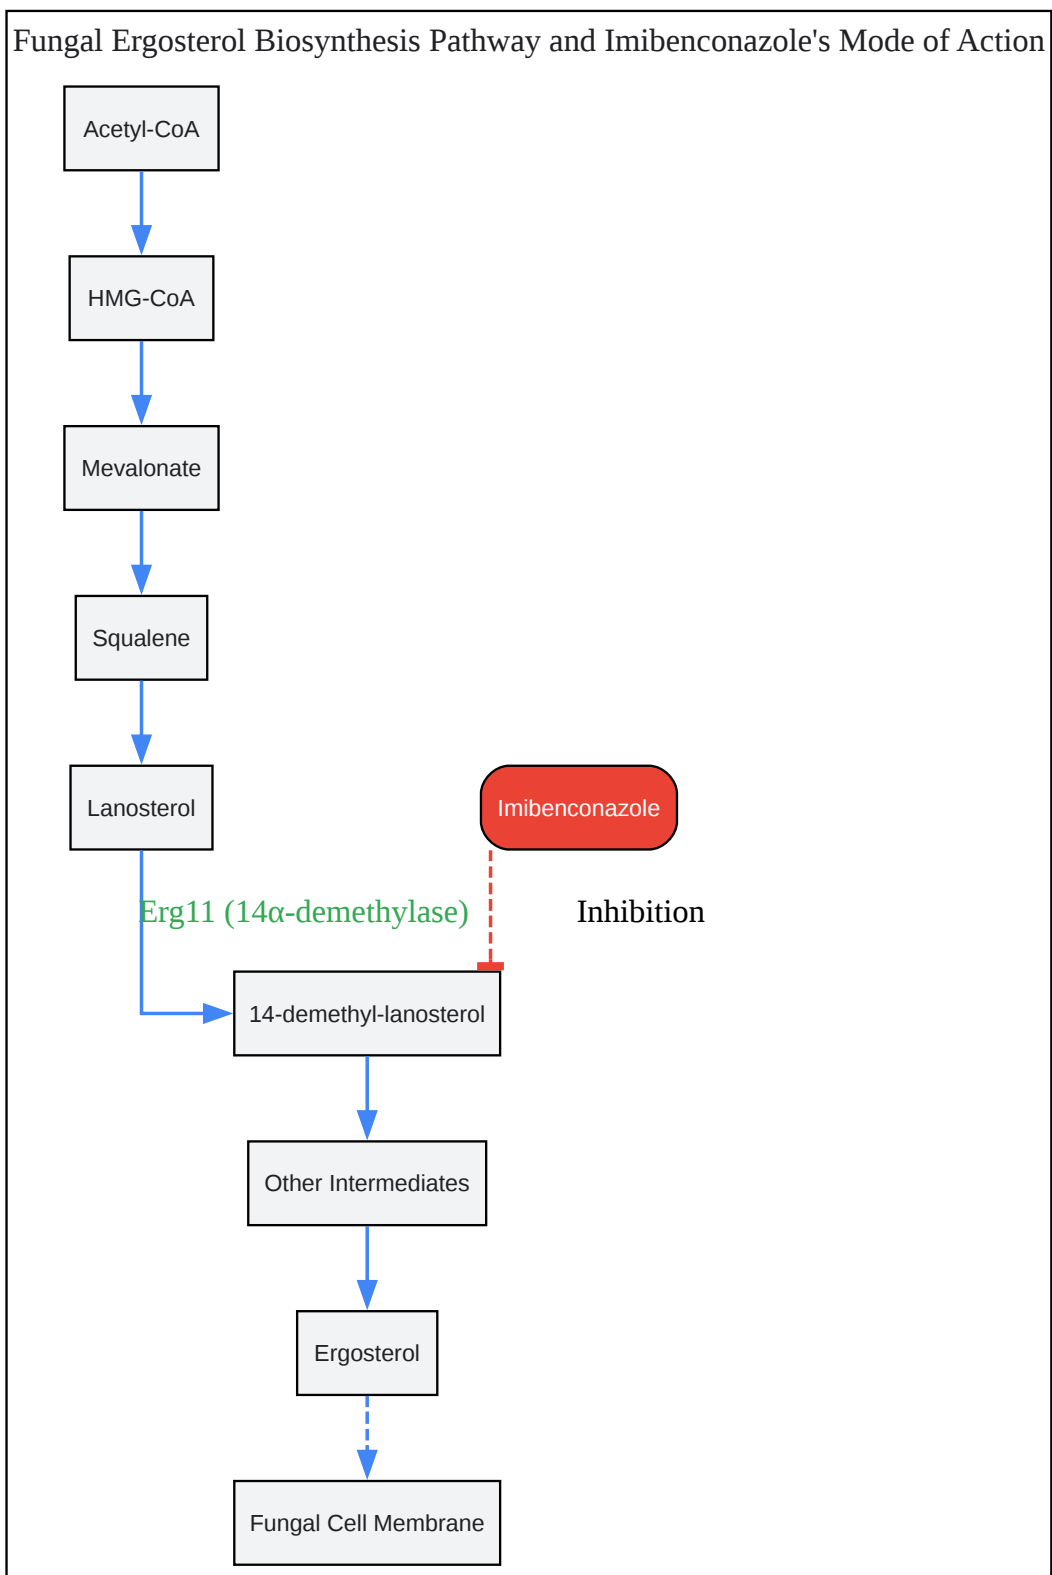 Fungal Ergosterol Biosynthesis Pathway and Imibenconazole's Mode of Action
Acetyl-CoA
HMG-CoA
Mevalonate
Squalene
Lanosterol
Imibenconazole
Erg11 (14α-demethylase)
Inhibition
14-demethyl-lanosterol
Other Intermediates
Ergosterol
Fungal Cell Membrane